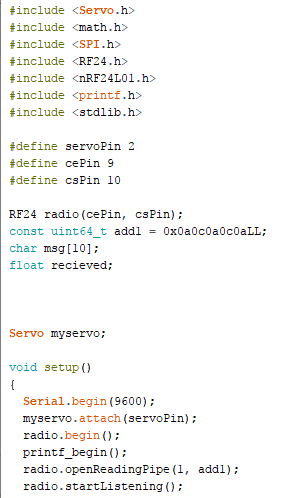 #include <Servo.h>
#include <math.h>
#include <SPI.h>
#include <RF24.h>
#include <nRF24L01.h>
#include <printf.h>
#include <stdlib.h>
#define servoPin 2
#define cePin 9
#define csPin 10
RF24 radio(cePin, csPin);
const uint64_t add1 = 0x0a0c0a0c0aLL;
char msg[10];
float recieved;
Servo myservo;
void setup()
{
Serial.begin(9600);
myservo.attach(servoPin);
radio.begin();
printf_begin();
radio.openReadingPipe(1, add1);
radio.startListening();